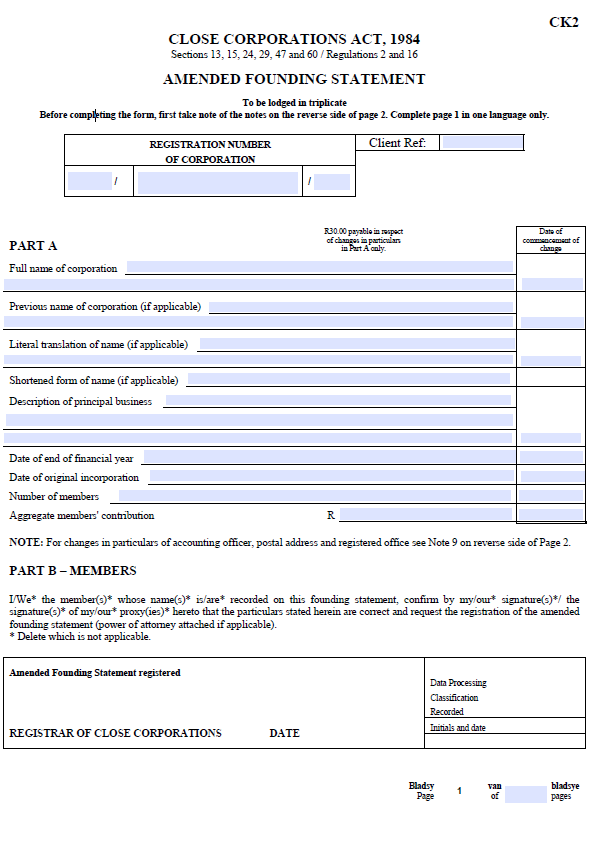 CK2
CLOSE CORPORATIONS ACT, 1984
Sections 13, 15, 24, 29, 47 and 60 / Regulations 2 and 16
AMENDED FOUNDING STATEMENT
To be lodged in triplicate
Before completing the form, first take note of the notes on the reverse side of page 2. Complete page 1 in one language only.
REGISTRATION NUMBER
OF CORPORATION
Client Ref:
/ /
PART A
R30.00 payable in respect
of changes in particulars
in Part A only.
Date of
commencement of
change
Full name of corporation
Previous name of corporation (if applicable)
Literal translation of name (if applicable)
Shortened form of name (if applicable)
Description of principal business
Date of end of financial year
Date of original incorporation
Number of members
Aggregate members' contribution R
NOTE: For changes in particulars of accounting officer, postal address and registered office see Note 9 on reverse side of Page 2.
PART B – MEMBERS
I/We* the member(s)* whose name(s)* is/are* recorded on this founding statement, confirm by my/our* signature(s)*/ the
signature(s)* of my/our* proxy(ies)* hereto that the particulars stated herein are correct and request the registration of the amended
founding statement (power of attorney attached if applicable).
* Delete which is not applicable.
Amended Founding Statement registered
REGISTRAR OF CLOSE CORPORATIONS DATE
Data Processing
Classification
Recorded
Initials and date
Bladsy 1 van bladsye
Page of pages